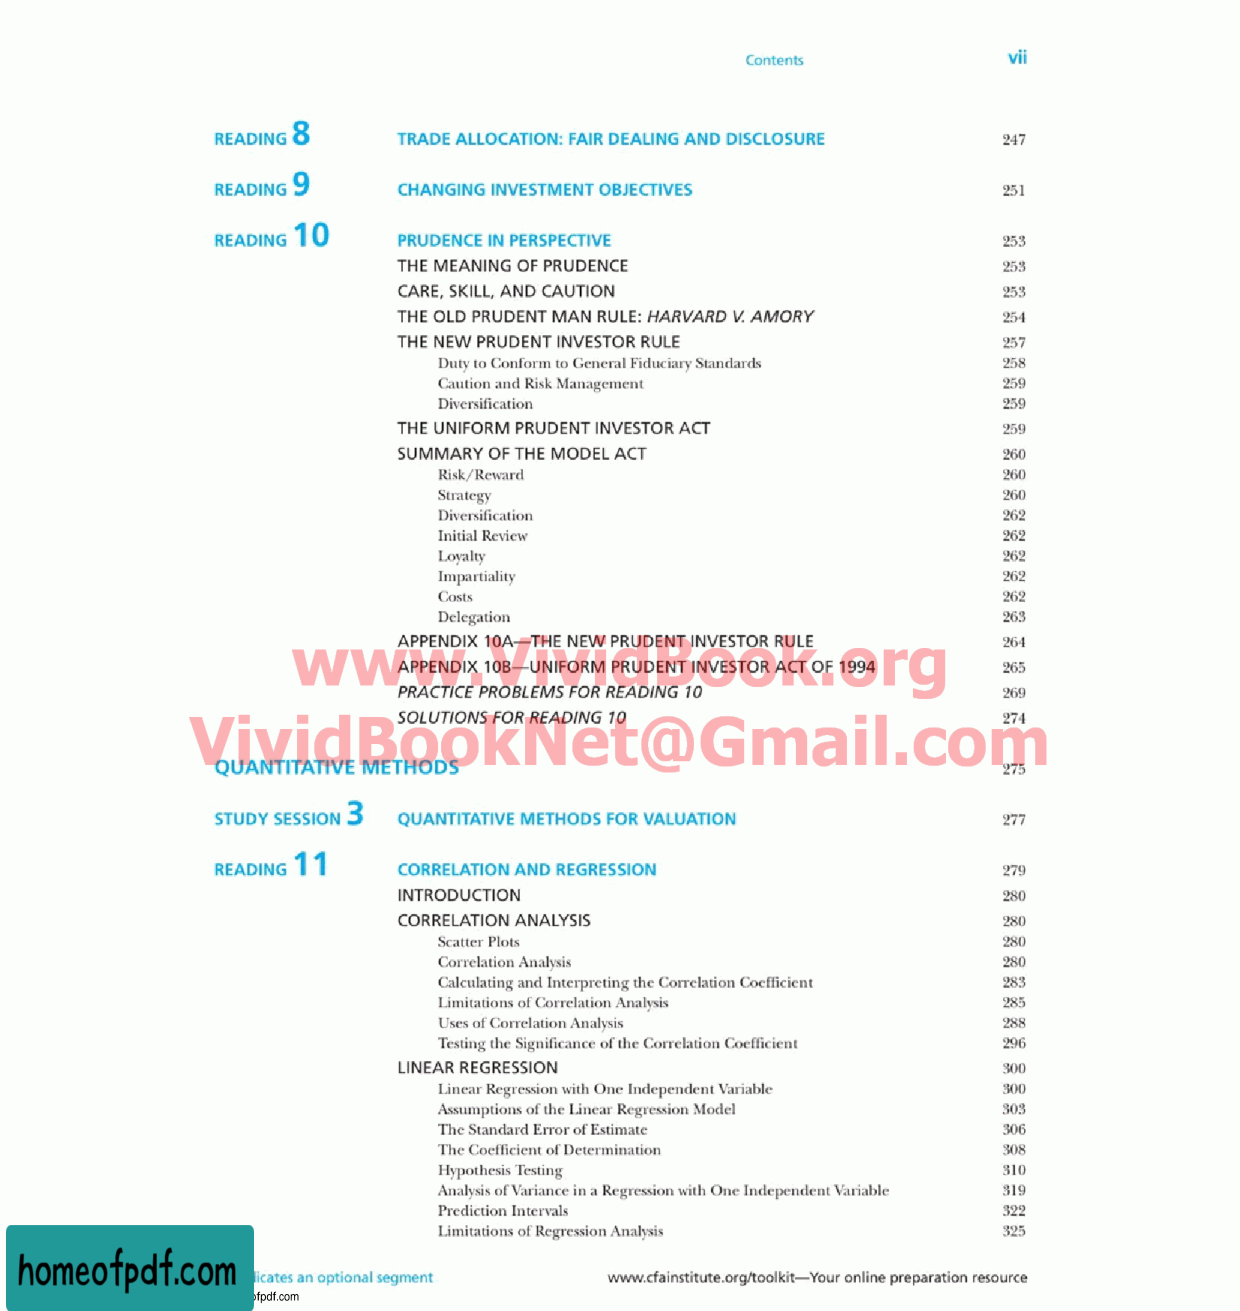 Contents vii
READING 8 TRADE ALLOCATION: FAIR DEALING AND DISCLOSURE 247
READING 9 CHANGING INVESTMENT OBJECTIVES 251
READING 10 PRUDENCE IN PERSPECTIVE 253
THE MEANING OF PRUDENCE 253
CARE, SKILL, AND CAUTION 253
THE OLD PRUDENT MAN RULE: HARVARD V. AMORY 254
THE NEW PRUDENT INVESTOR RULE 257
Duty to Conform to General Fiduciary Standards 258
Caution and Risk Management 259
Diversification 259
THE UNIFORM PRUDENT INVESTOR ACT 259
SUMMARY OF THE MODEL ACT 260
Risk/Reward 260
Strategy 260
Diversification 262
Initial Review 262
Loyalty 262
Impartiality 262
Costs 262
Delegation 263
APPENDIX 10A—THE NEW PRUDENT INVESTOR RULE 264
www.VividBook.org
APPENDIX 10B—UNIFORM PRUDENT INVESTOR ACT OF 1994 265
PRACTICE PROBLEMS FOR READING 10 269
SOLUTIONS FOR READING 10 274
VividBookNet@Gmail.com
QUANTITATIVE METHODS 275
STUDY SESSION 3 QUANTITATIVE METHODS FOR VALUATION 277
READING 11 CORRELATION AND REGRESSION 279
INTRODUCTION 280
CORRELATION ANALYSIS 280
Scatter Plots 280
Correlation Analysis 280
Calculating and Interpreting the Correlation Coefficient 283
Limitations of Correlation Analysis 285
Uses of Correlation Analysis 288
Testing the Significance of the Correlation Coefficient 296
LINEAR REGRESSION 300
Linear Regression with One Independent Variable 300
Assumptions of the Linear Regression Model 303
The Standard Error of Estimate 306
The Coefficient of Determination 308
Hypothesis Testing 310
Analysis of Variance in a Regression with One Independent Variable 319
Prediction Intervals 322
Limitations of Regression Analysis 325
homeofpdf.com
dicates an optional segment www.cfainstitute.org/toolkit—Your online preparation resource
ofpdf.com